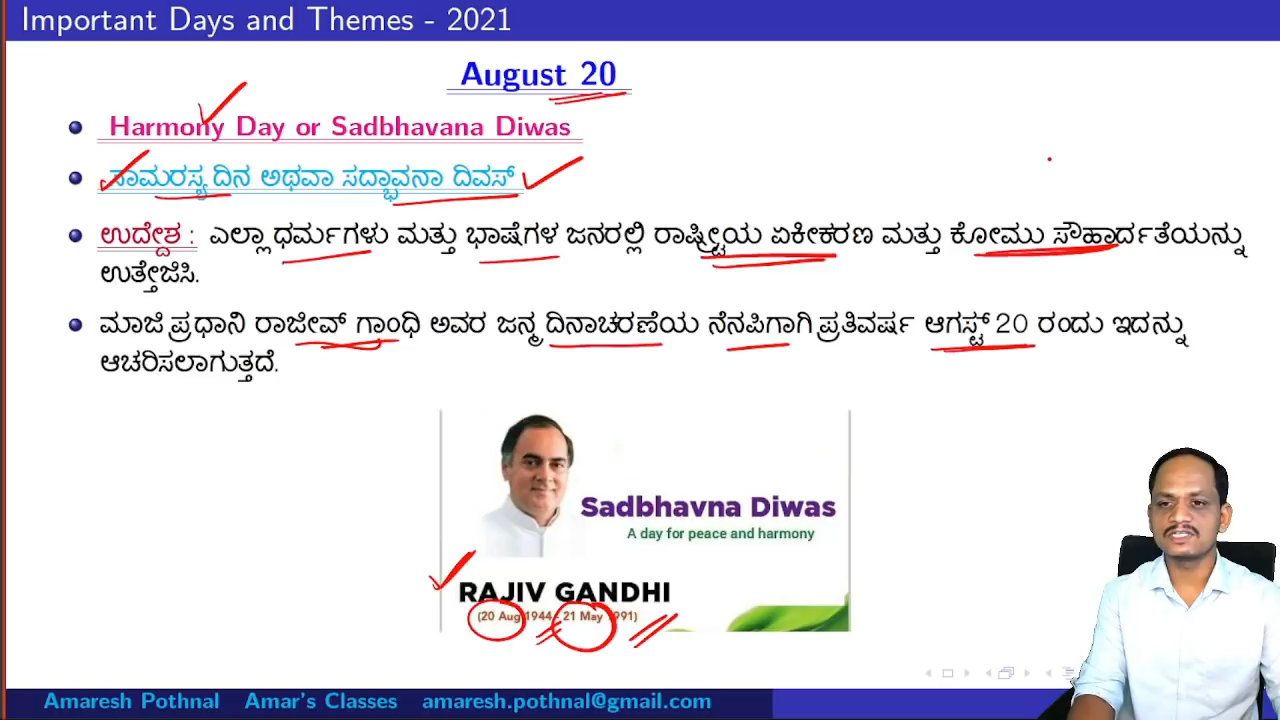 Important Days and Themes - 2021
August 20
Harmony Day or Sadbhavana Diwas
ಸಾಮರಸ್ಯ ದಿನ ಅಥವಾ ಸದ್ಭಾವನಾ ದಿವಸ್
ಉದ್ದೇಶ : ಎಲ್ಲಾ ಧರ್ಮಗಳು ಮತ್ತು ಭಾಷೆಗಳ ಜನರಲ್ಲಿ ರಾಷ್ಟ್ರೀಯ ಏಕೀಕರಣ ಮತ್ತು ಕೋಮು ಸೌಹಾರ್ದತೆಯನ್ನು
ಉತ್ತೇಜಿಸಿ.
ಮಾಜಿ ಪ್ರಧಾನಿ ರಾಜೀವ್ ಗಾಂಧಿ ಅವರ ಜನ್ಮ ದಿನಾಚರಣೆಯ ನೆನಪಿಗಾಗಿ ಪ್ರತಿವರ್ಷ ಆಗಸ್ಟ್ 20 ರಂದು ಇದನ್ನು
ಆಚರಿಸಲಾಗುತ್ತದೆ.
Sadbhavna Diwas
A day for peace and harmony
RAJIV GANDHI
(20 Aug 1944 - 21 May 1991)
Amaresh Pothnal Amar's Classes amaresh.pothnal@gmail.com